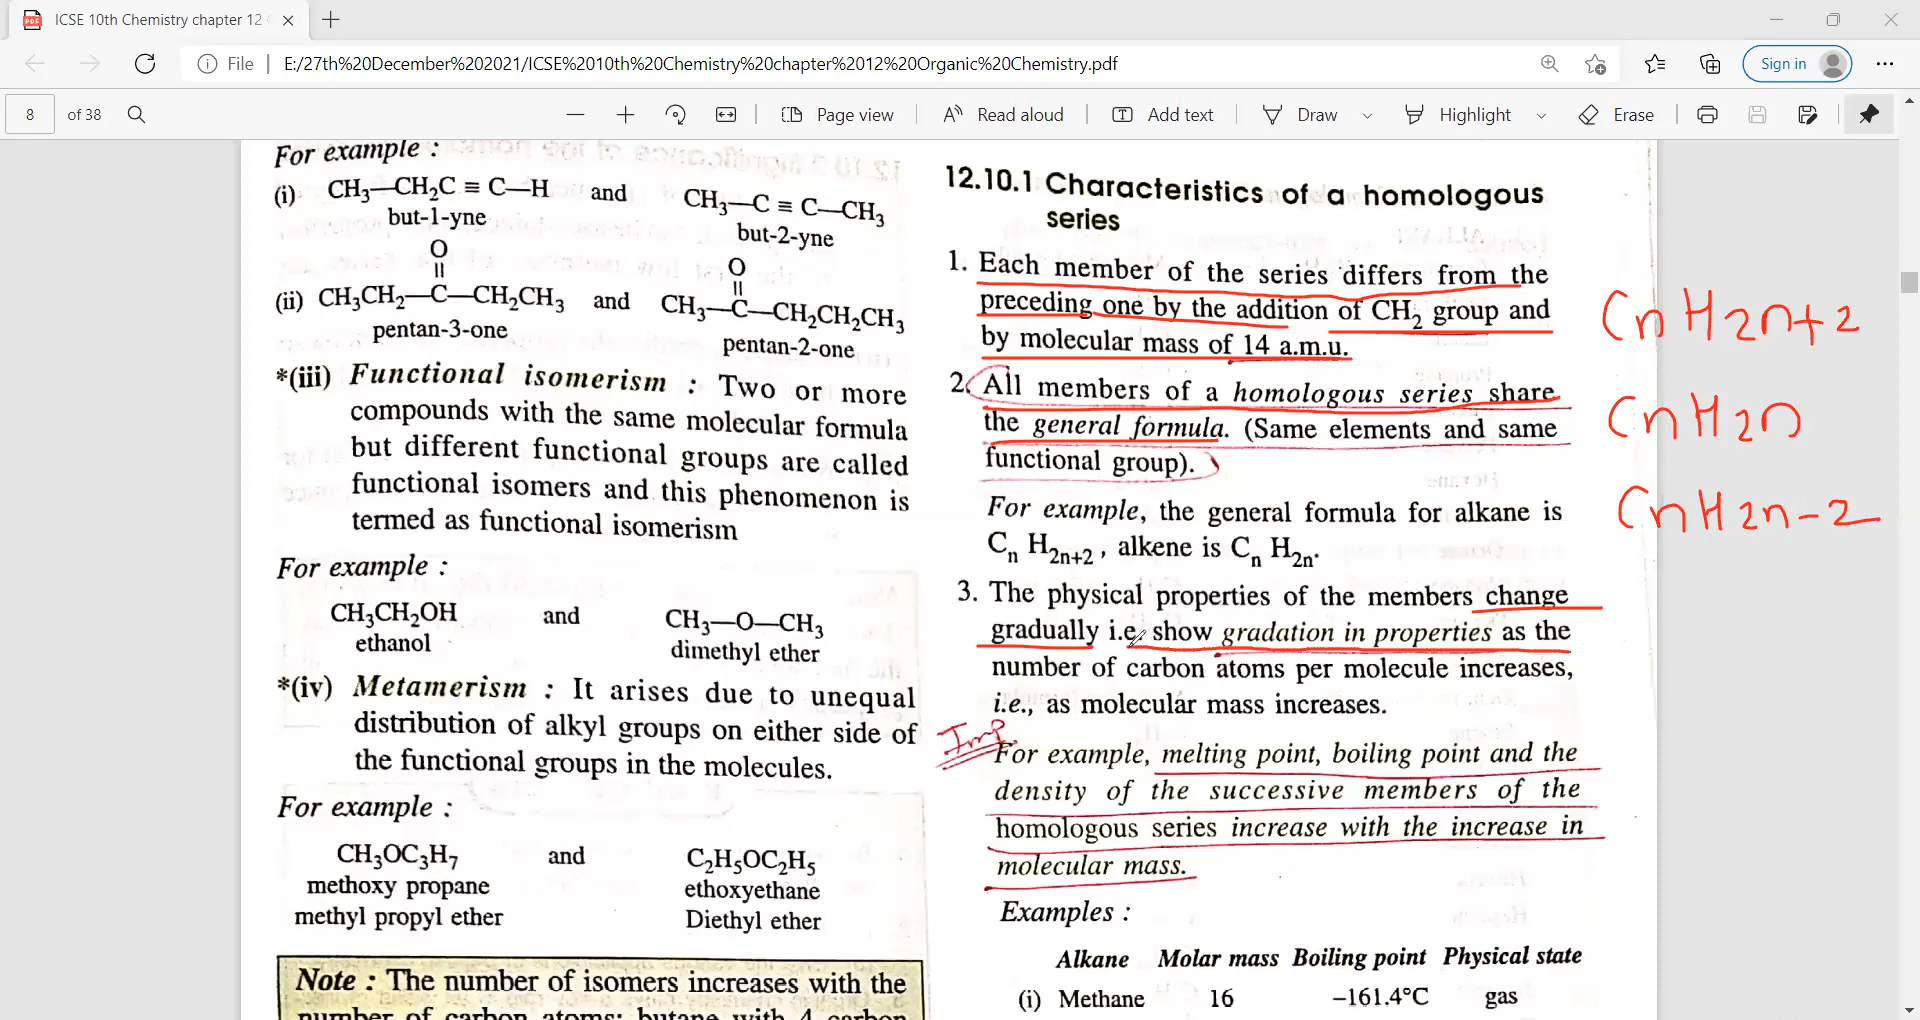 ICSE 10th Chemistry chapter 12
File
E:/27th%20December%202021/ICSE%2010th%20Chemistry%20chapter%2012%20Organic%20Chemistry.pdf
Sign in
8 of 38
Page view
Read aloud
Add text
Draw
Highlight
Erase
For example :
(i) CH₃—CH₂C ≡ C—H and CH₃—C ≡ C—CH₃
but-1-yne but-2-yne
O O
|| ||
(ii) CH₃CH₂—C—CH₂CH₃ and CH₃—C—CH₂CH₂CH₃
pentan-3-one pentan-2-one
*(iii) Functional isomerism : Two or more
compounds with the same molecular formula
but different functional groups are called
functional isomers and this phenomenon is
termed as functional isomerism
For example :
CH₃CH₂OH and CH₃—O—CH₃
ethanol dimethyl ether
*(iv) Metamerism : It arises due to unequal
distribution of alkyl groups on either side of
the functional groups in the molecules.
For example :
CH₃OC₃H₇ and C₂H₅OC₂H₅
methoxy propane ethoxyethane
methyl propyl ether Diethyl ether
Note : The number of isomers increases with the
number of carbon atoms; butane with 4 carbon
12.10.1 Characteristics of a homologous
series
1. Each member of the series differs from the
preceding one by the addition of CH₂ group and
by molecular mass of 14 a.m.u.
2. All members of a homologous series share
the general formula. (Same elements and same
functional group).
For example, the general formula for alkane is
Cₙ H₂ₙ₊₂ , alkene is Cₙ H₂ₙ.
3. The physical properties of the members change
gradually i.e. show gradation in properties as the
number of carbon atoms per molecule increases,
i.e., as molecular mass increases.
Imp
For example, melting point, boiling point and the
density of the successive members of the
homologous series increase with the increase in
molecular mass.
Examples :
Alkane Molar mass Boiling point Physical state
(i) Methane 16 –161.4°C gas
CnH2n+2
CnH2n
CnH2n-2